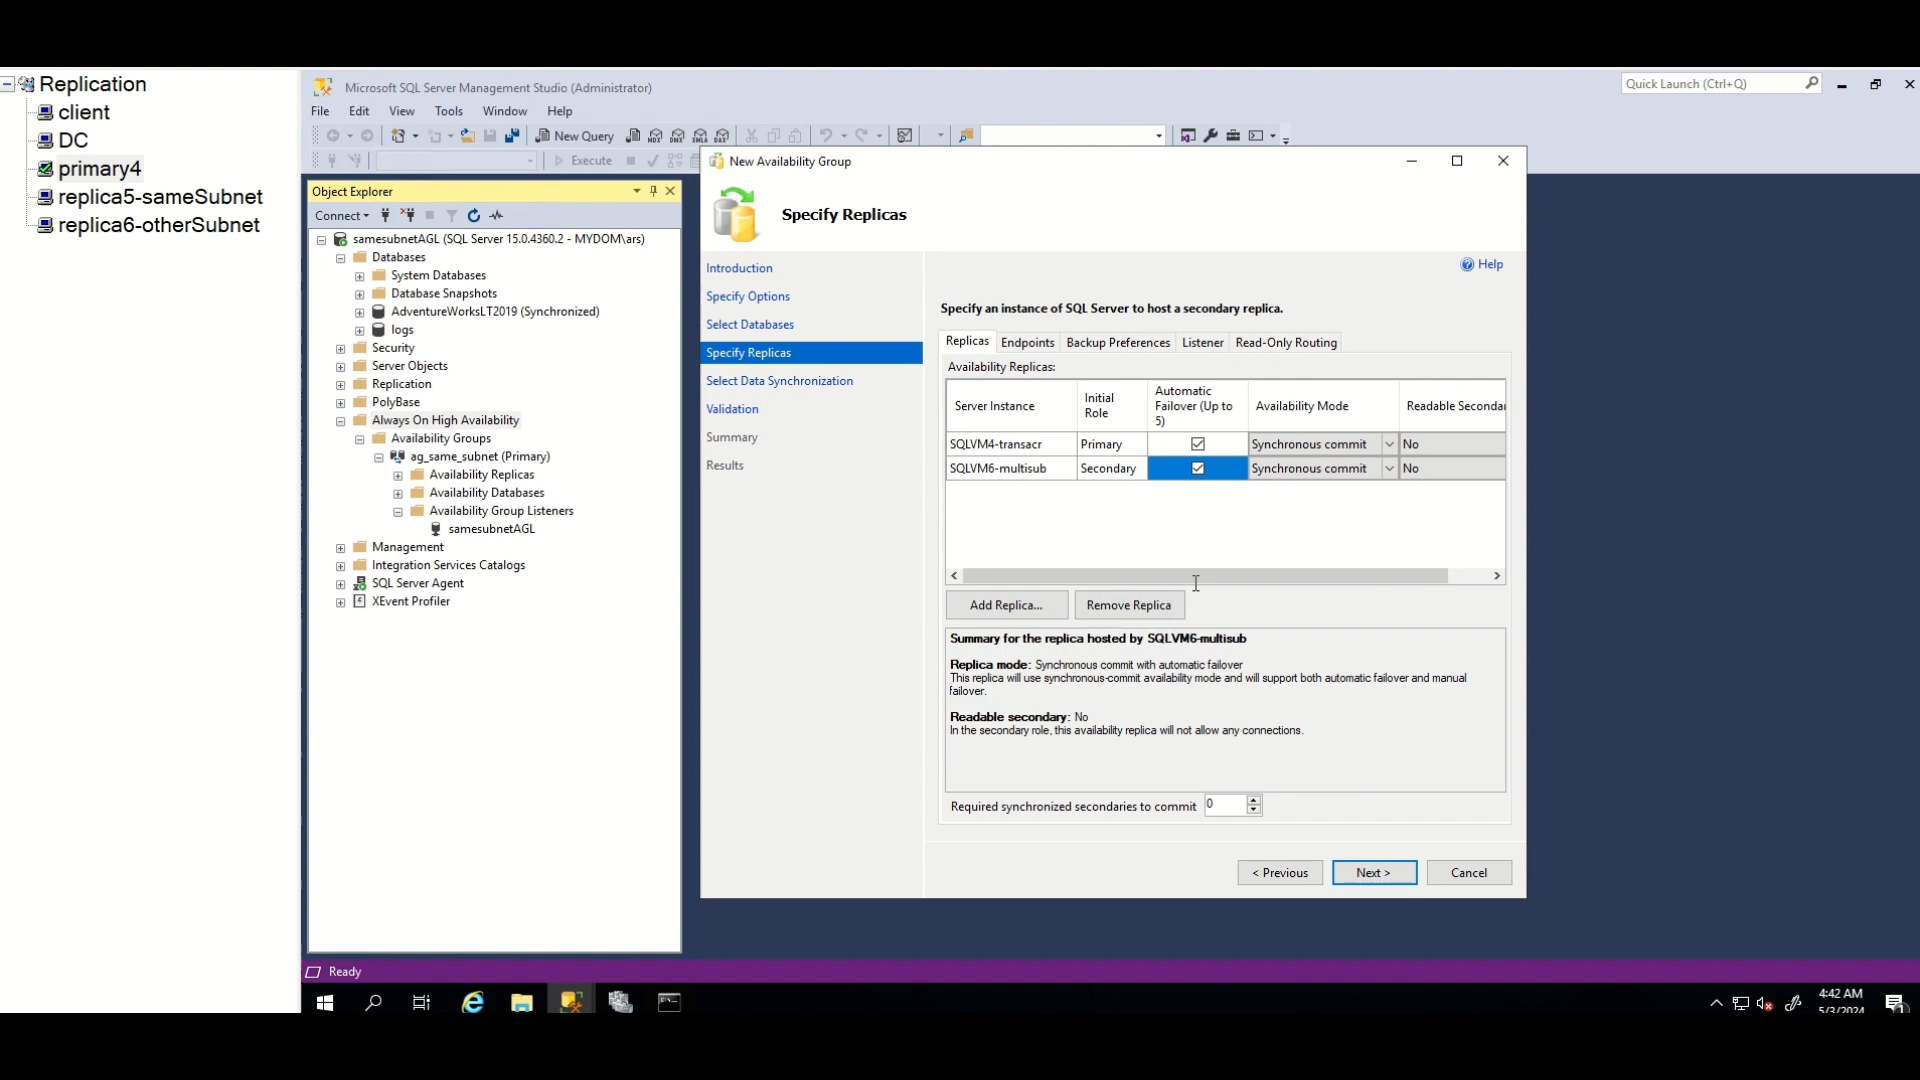 Replication
client
DC
primary4
replica5-sameSubnet
replica6-otherSubnet
Microsoft SQL Server Management Studio (Administrator)
Quick Launch (Ctrl+Q)
File Edit View Tools Window Help
New Query
Execute
Object Explorer
Connect
samesubnetAGL (SQL Server 15.0.4360.2 - MYDOM\ars)
Databases
System Databases
Database Snapshots
AdventureWorksLT2019 (Synchronized)
logs
Security
Server Objects
Replication
PolyBase
Always On High Availability
Availability Groups
ag_same_subnet (Primary)
Availability Replicas
Availability Databases
Availability Group Listeners
samesubnetAGL
Management
Integration Services Catalogs
SQL Server Agent
XEvent Profiler
New Availability Group
Specify Replicas
Introduction
Specify Options
Select Databases
Specify Replicas
Select Data Synchronization
Validation
Summary
Results
Help
Specify an instance of SQL Server to host a secondary replica.
Replicas Endpoints Backup Preferences Listener Read-Only Routing
Availability Replicas:
Server Instance Initial Role Automatic Failover (Up to 5) Availability Mode Readable Secondar
SQLVM4-transacr Primary Synchronous commit No
SQLVM6-multisub Secondary Synchronous commit No
Add Replica... Remove Replica
Summary for the replica hosted by SQLVM6-multisub
Replica mode: Synchronous commit with automatic failover
This replica will use synchronous-commit availability mode and will support both automatic failover and manual
failover.
Readable secondary: No
In the secondary role, this availability replica will not allow any connections.
Required synchronized secondaries to commit 0
< Previous Next > Cancel
Ready
4:42 AM
5/3/2024